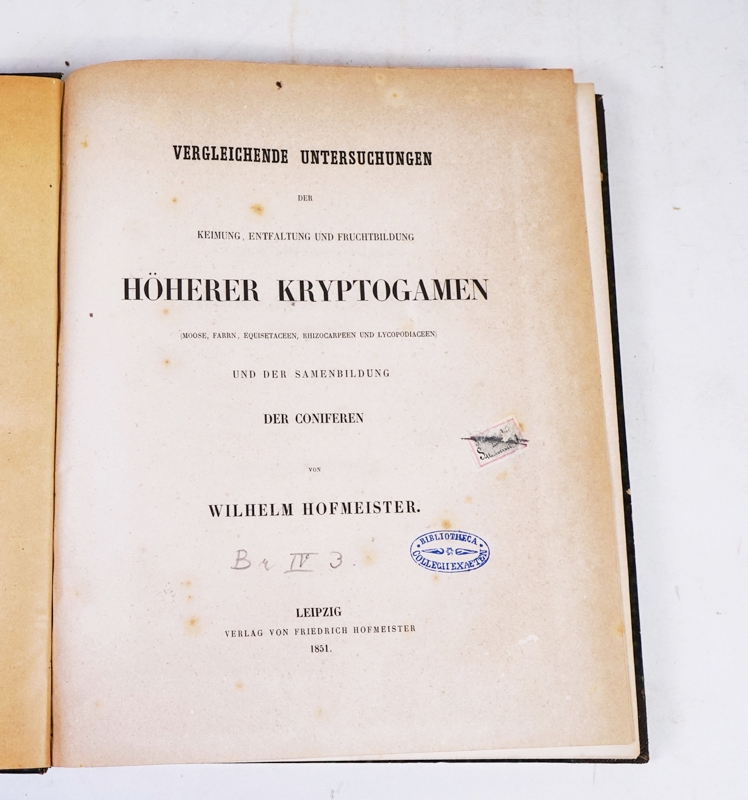 VERGLEICHENDE UNTERSUCHUNGEN
DER
KEIMUNG, ENTFALTUNG UND FRUCHTBILDUNG
HÖHERER KRYPTOGAMEN
(MOOSE, FARRN, EQUISETACEEN, RHIZOCARPEEN UND LYCOPODIACEEN)
UND DER SAMENBILDUNG
DER CONIFEREN
VON
WILHELM HOFMEISTER.
BIBLIOTHECA
COLLEGII EXAETEN
Br IV 3.
LEIPZIG
VERLAG VON FRIEDRICH HOFMEISTER
1851.